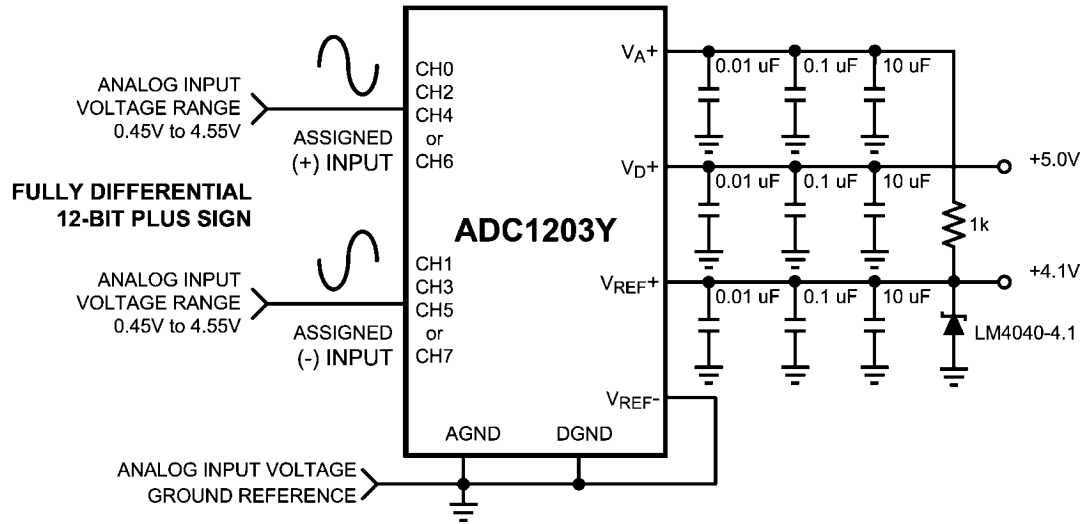 ANALOG INPUT
VOLTAGE RANGE
0.45V to 4.55V
ASSIGNED
(+) INPUT
CH0
CH2
CH4
or
CH6
FULLY DIFFERENTIAL
12-BIT PLUS SIGN
ANALOG INPUT
VOLTAGE RANGE
0.45V to 4.55V
ASSIGNED
(-) INPUT
CH1
CH3
CH5
or
CH7
ADC1203Y
VA+
0.01 uF
0.1 uF
10 uF
VD+
0.01 uF
0.1 uF
10 uF
+5.0V
1k
VREF+
0.01 uF
0.1 uF
10 uF
+4.1V
LM4040-4.1
VREF-
AGND
DGND
ANALOG INPUT VOLTAGE
GROUND REFERENCE